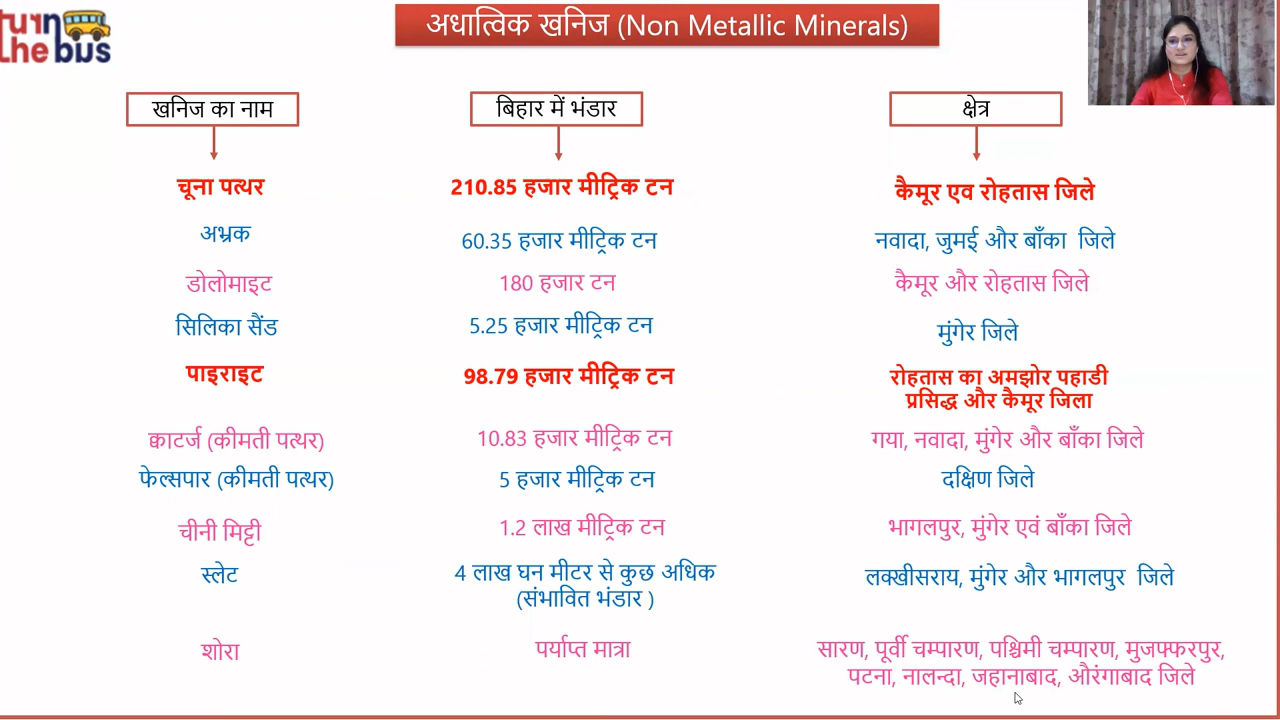 turn
the bus
अधात्विक खनिज (Non Metallic Minerals)
खनिज का नाम
बिहार में भंडार
क्षेत्र
चूना पत्थर
210.85 हजार मीट्रिक टन
कैमूर एव रोहतास जिले
अभ्रक
60.35 हजार मीट्रिक टन
नवादा, जुमई और बाँका जिले
डोलोमाइट
180 हजार टन
कैमूर और रोहतास जिले
सिलिका सैंड
5.25 हजार मीट्रिक टन
मुंगेर जिले
पाइराइट
98.79 हजार मीट्रिक टन
रोहतास का अमझोर पहाडी
प्रसिद्ध और कैमूर जिला
क्वाटर्ज (कीमती पत्थर)
10.83 हजार मीट्रिक टन
गया, नवादा, मुंगेर और बाँका जिले
फेल्सपार (कीमती पत्थर)
5 हजार मीट्रिक टन
दक्षिण जिले
चीनी मिट्टी
1.2 लाख मीट्रिक टन
भागलपुर, मुंगेर एवं बाँका जिले
स्लेट
4 लाख घन मीटर से कुछ अधिक
(संभावित भंडार )
लक्खीसराय, मुंगेर और भागलपुर जिले
शोरा
पर्याप्त मात्रा
सारण, पूर्वी चम्पारण, पश्चिमी चम्पारण, मुजफ्फरपुर,
पटना, नालन्दा, जहानाबाद, औरंगाबाद जिले